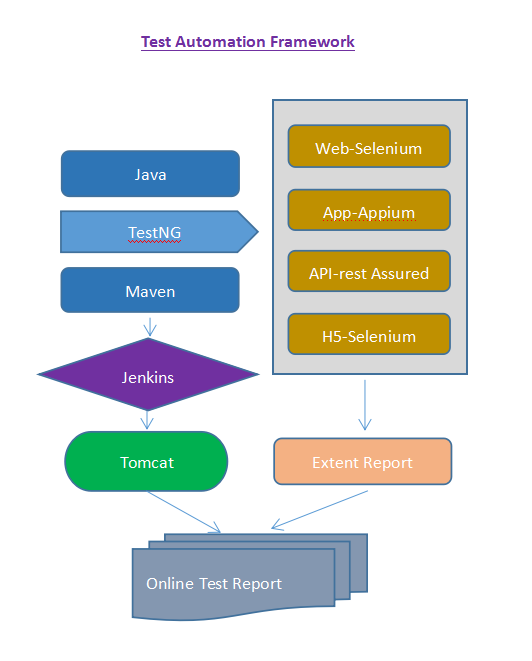 Test Automation Framework
Java
TestNG
Maven
Jenkins
Tomcat
Web-Selenium
App-Appium
API-rest Assured
H5-Selenium
Extent Report
Online Test Report